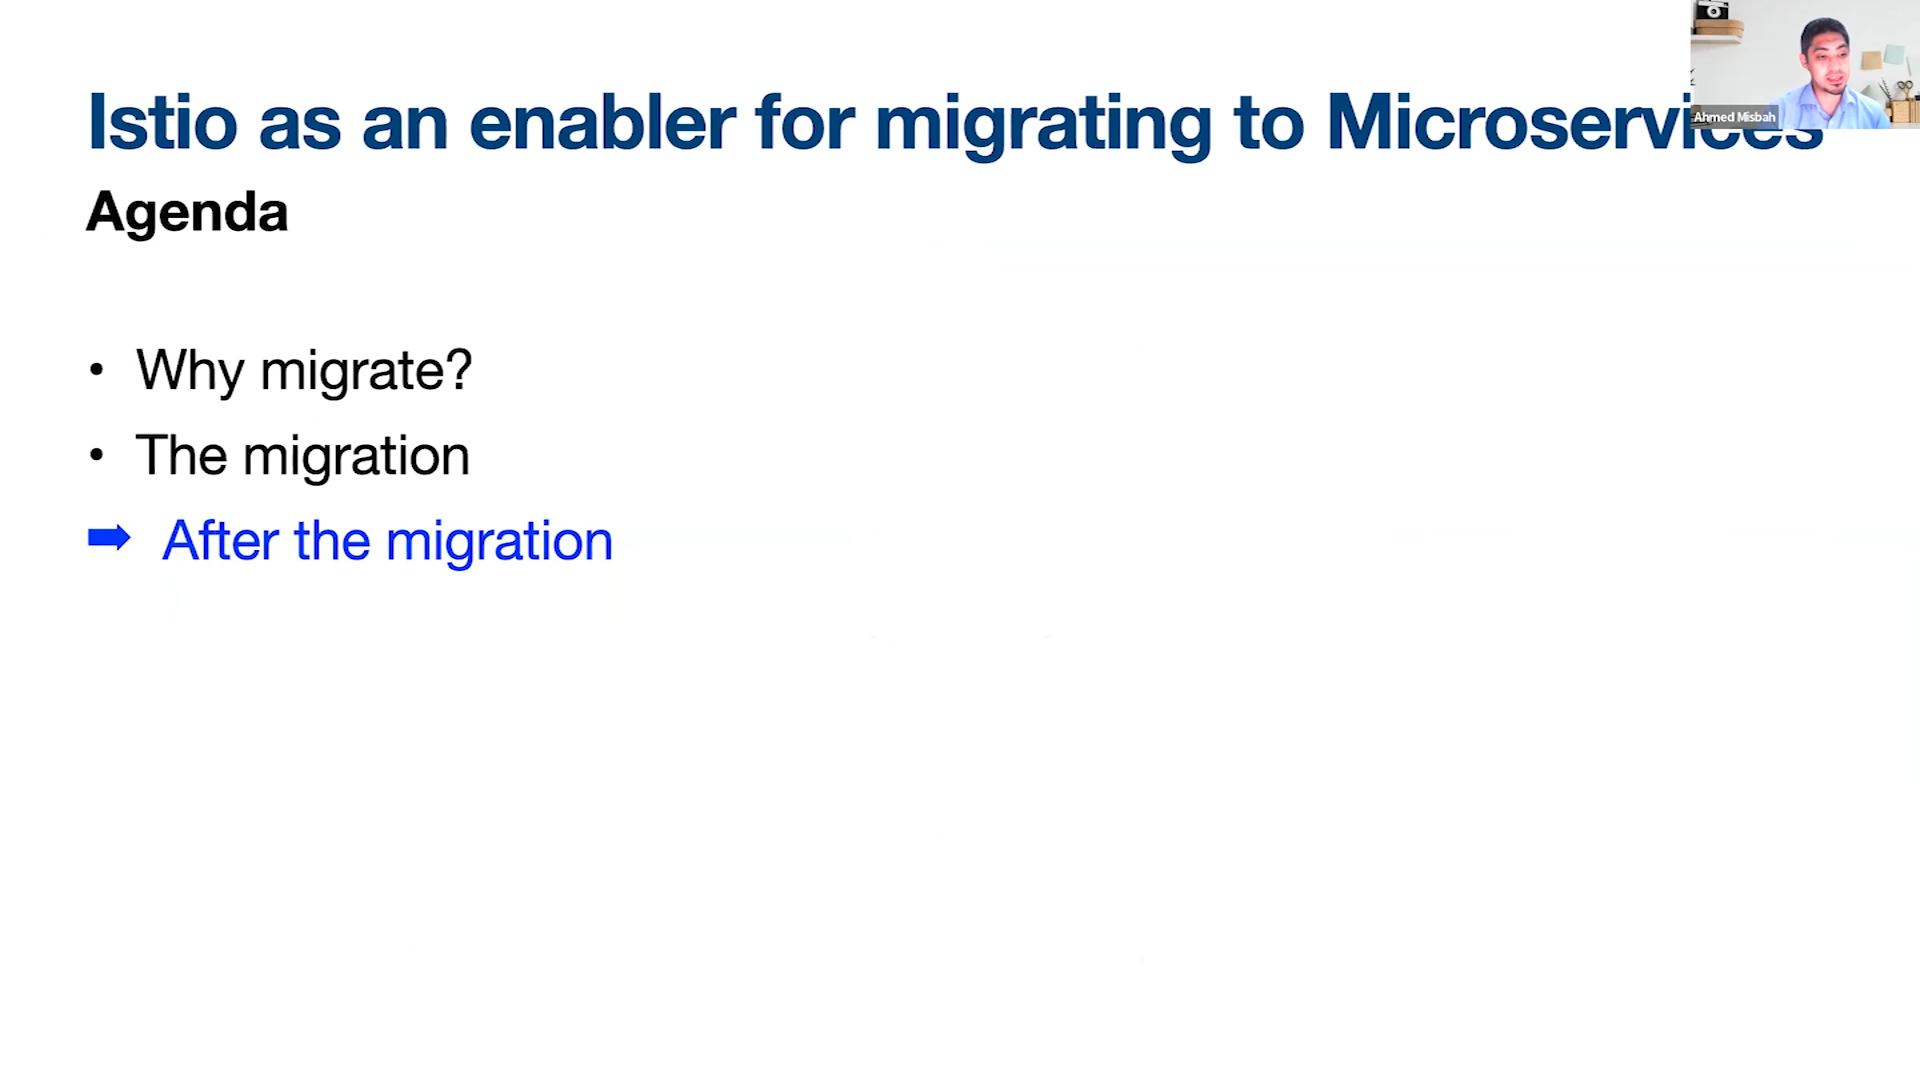 Istio as an enabler for migrating to Microservices
Ahmed Misbah
Agenda
• Why migrate?
• The migration
➡ After the migration